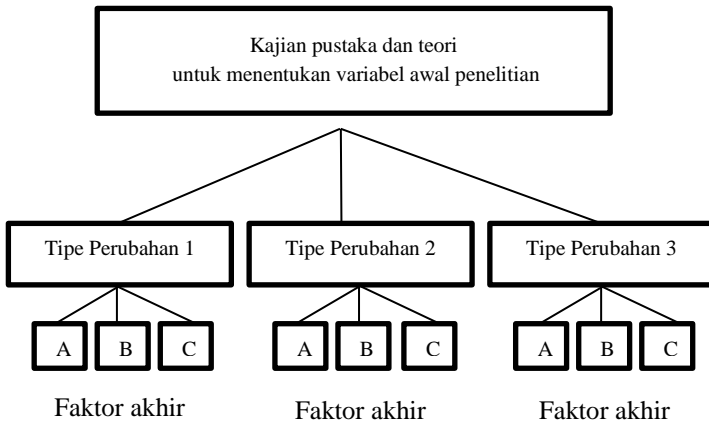 Kajian pustaka dan teori
untuk menentukan variabel awal penelitian
Tipe Perubahan 1
Tipe Perubahan 2
Tipe Perubahan 3
A
B
C
A
B
C
A
B
C
Faktor akhir
Faktor akhir
Faktor akhir